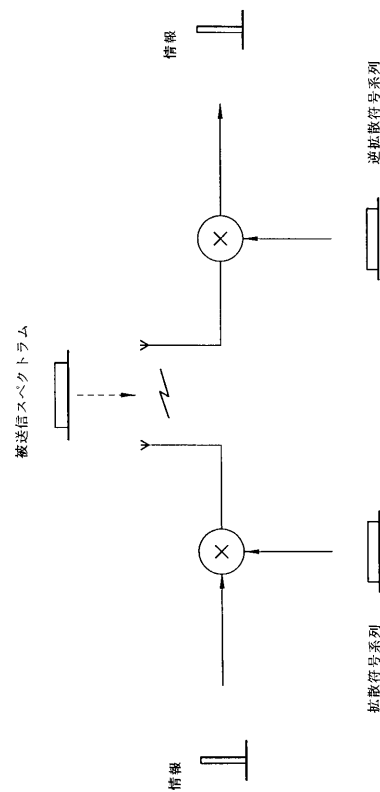 情報
拡散符号系列
被送信スペクトラム
逆拡散符号系列
情報